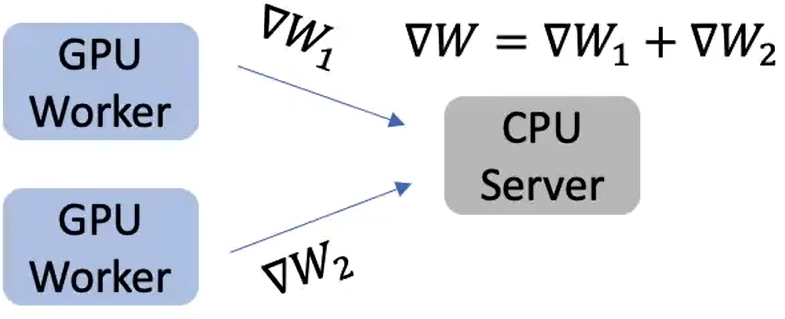 GPU
Worker
∇W₁
∇W = ∇W₁ + ∇W₂
CPU
Server
GPU
Worker
∇W₂